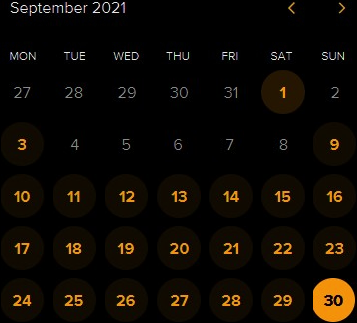 September 2021
MON TUE WED THU FRI SAT SUN
27 28 29 30 31 1 2
3 4 5 6 7 8 9
10 11 12 13 14 15 16
17 18 19 20 21 22 23
24 25 26 27 28 29 30